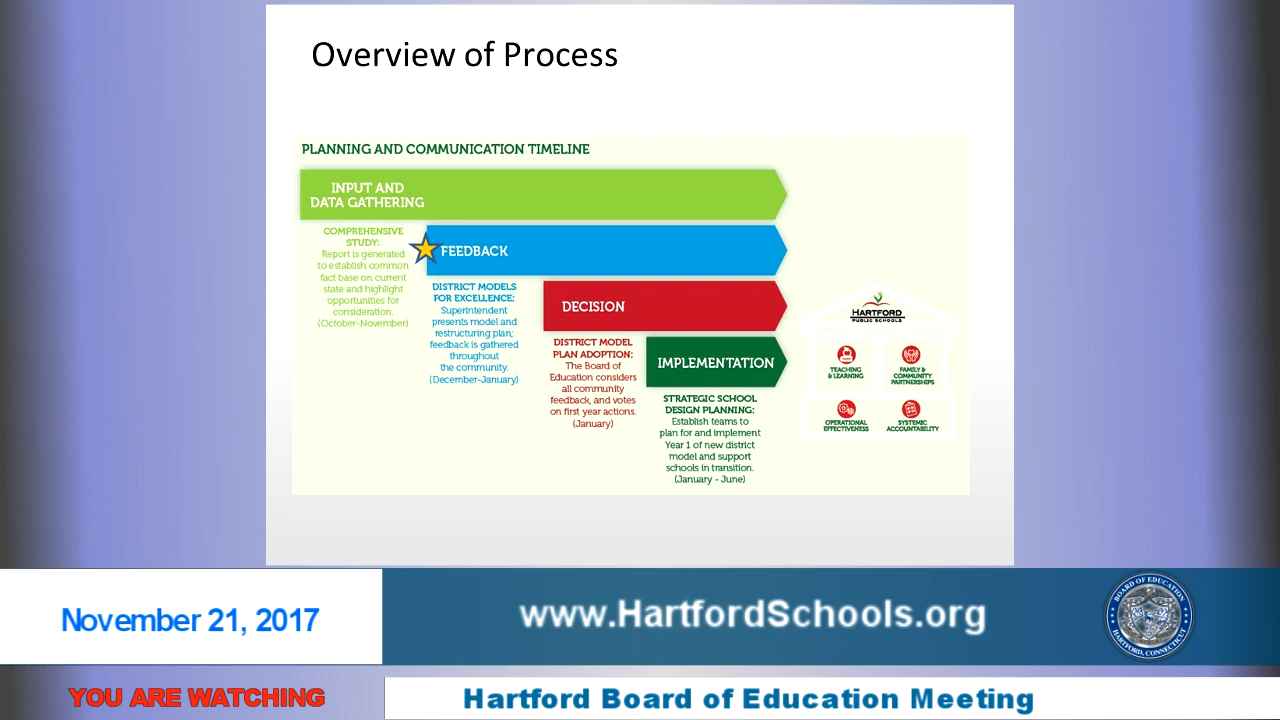 Overview of Process
PLANNING AND COMMUNICATION TIMELINE
INPUT AND
DATA GATHERING
COMPREHENSIVE
STUDY:
Report is generated
to establish common
fact base on current
state and highlight
opportunities for
consideration.
(October-November)
FEEDBACK
DISTRICT MODELS
FOR EXCELLENCE:
Superintendent
presents model and
restructuring plan;
feedback is gathered
throughout
the community.
(December-January)
DECISION
DISTRICT MODEL
PLAN ADOPTION:
The Board of
Education considers
all community
feedback, and votes
on first year actions.
(January)
IMPLEMENTATION
STRATEGIC SCHOOL
DESIGN PLANNING:
Establish teams to
plan for and implement
Year 1 of new district
model and support
schools in transition.
(January - June)
HARTFORD
PUBLIC SCHOOLS
TEACHING
& LEARNING
FAMILY &
COMMUNITY
PARTNERSHIPS
OPERATIONAL
EFFECTIVENESS
SYSTEMIC
ACCOUNTABILITY
November 21, 2017
www.HartfordSchools.org
BOARD OF EDUCATION
HARTFORD, CONNECTICUT
YOU ARE WATCHING
Hartford Board of Education Meeting